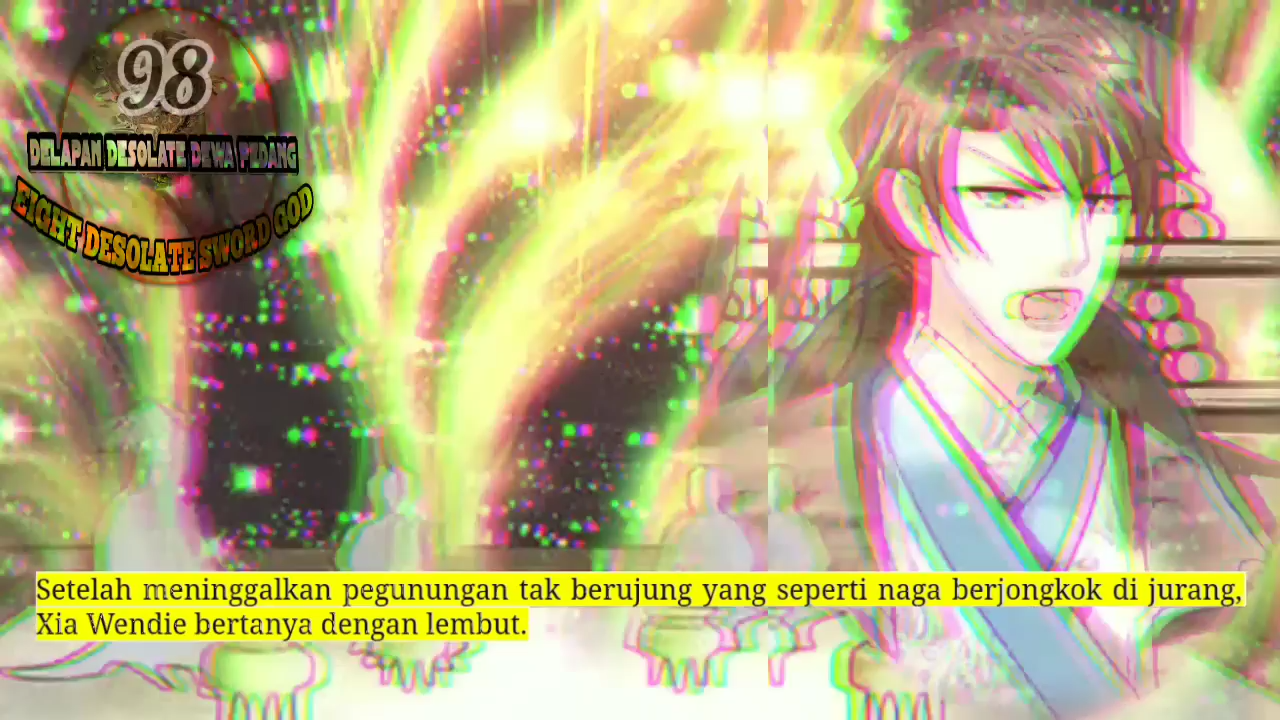 98
DELAPAN DESOLATE DEWA PEDANG
EIGHT DESOLATE SWORD GOD
Setelah meninggalkan pegunungan tak berujung yang seperti naga berjongkok di jurang,
Xia Wendie bertanya dengan lembut.